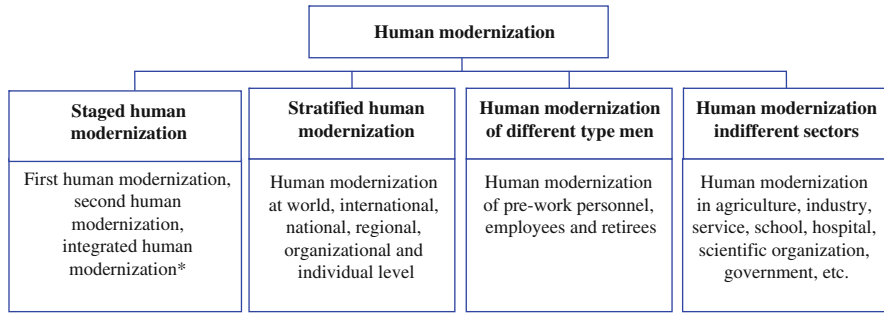 Human modernization
Staged human
modernization
First human modernization,
second human
modernization,
integrated human
modernization*
Stratified human
modernization
Human modernization
at world, international,
national, regional,
organizational and
individual level
Human modernization
of different type men
Human modernization
of pre-work personnel,
employees and retirees
Human modernization
indifferent sectors
Human modernization
in agriculture, industry,
service, school, hospital,
scientific organization,
government, etc.